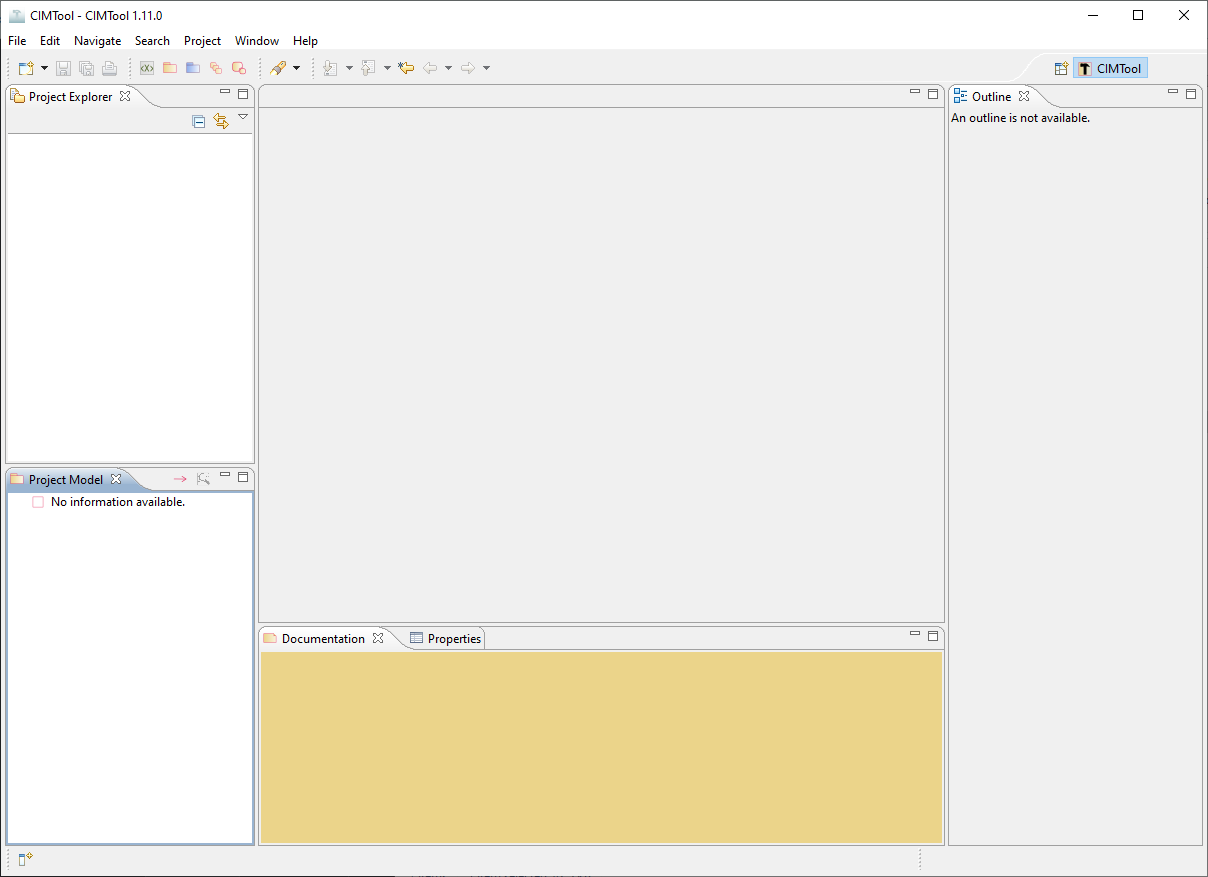 CIMTool - CIMTool 1.11.0
File Edit Navigate Search Project Window Help
CIMTool
Project Explorer
Outline
An outline is not available.
Project Model
No information available.
Documentation
Properties